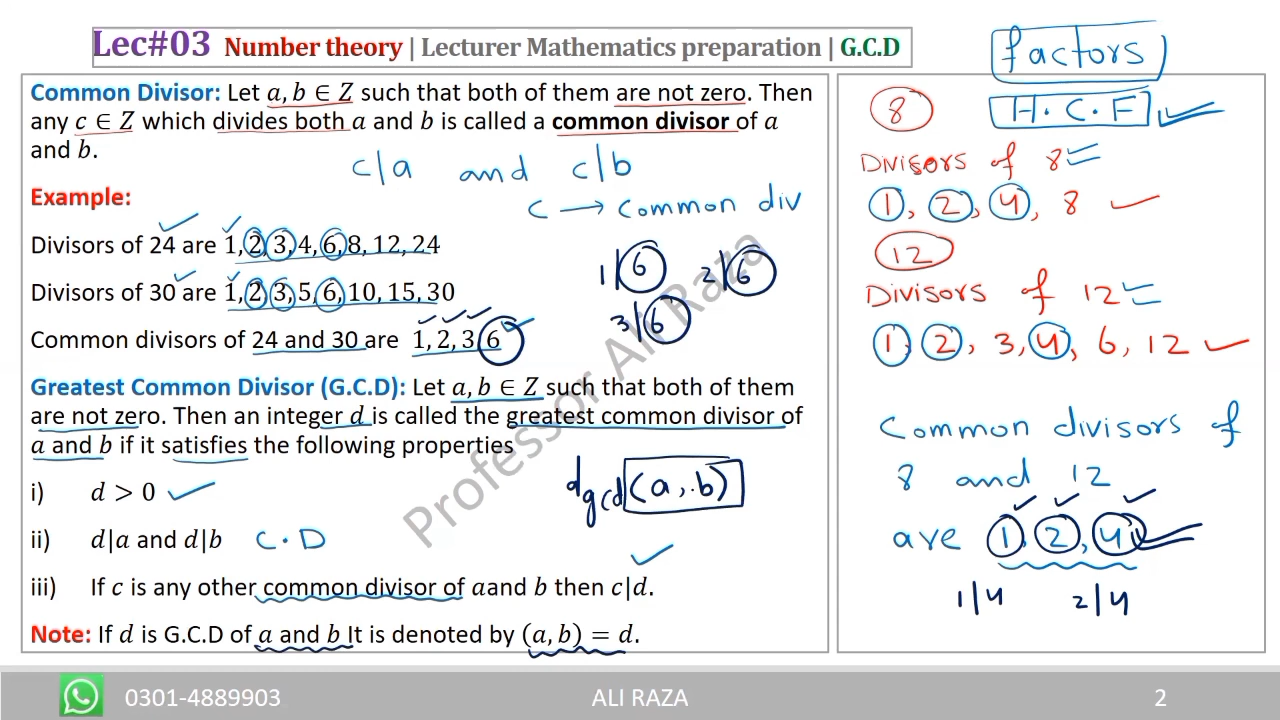 Lec#03 Number theory | Lecturer Mathematics preparation | G.C.D
Common Divisor: Let a, b ∈ Z such that both of them are not zero. Then
any c ∈ Z which divides both a and b is called a common divisor of a
and b.
c|a and c|b
Example:
c → common div
Divisors of 24 are 1, 2, 3, 4, 6, 8, 12, 24
1|6 2|6
Divisors of 30 are 1, 2, 3, 5, 6, 10, 15, 30
3|6
Common divisors of 24 and 30 are 1, 2, 3, 6
Greatest Common Divisor (G.C.D): Let a, b ∈ Z such that both of them
are not zero. Then an integer d is called the greatest common divisor of
a and b if it satisfies the following properties
i) d > 0
d gcd (a, b)
ii) d|a and d|b C.D
iii) If c is any other common divisor of aand b then c|d.
Note: If d is G.C.D of a and b It is denoted by (a, b) = d.
factors
8 H.C.F
Divisors of 8
1, 2, 4, 8
12
Divisors of 12
1, 2, 3, 4, 6, 12
Common divisors of
8 and 12
are 1, 2, 4
1|4 2|4
Professor Ali Raza
0301-4889903 ALI RAZA 2